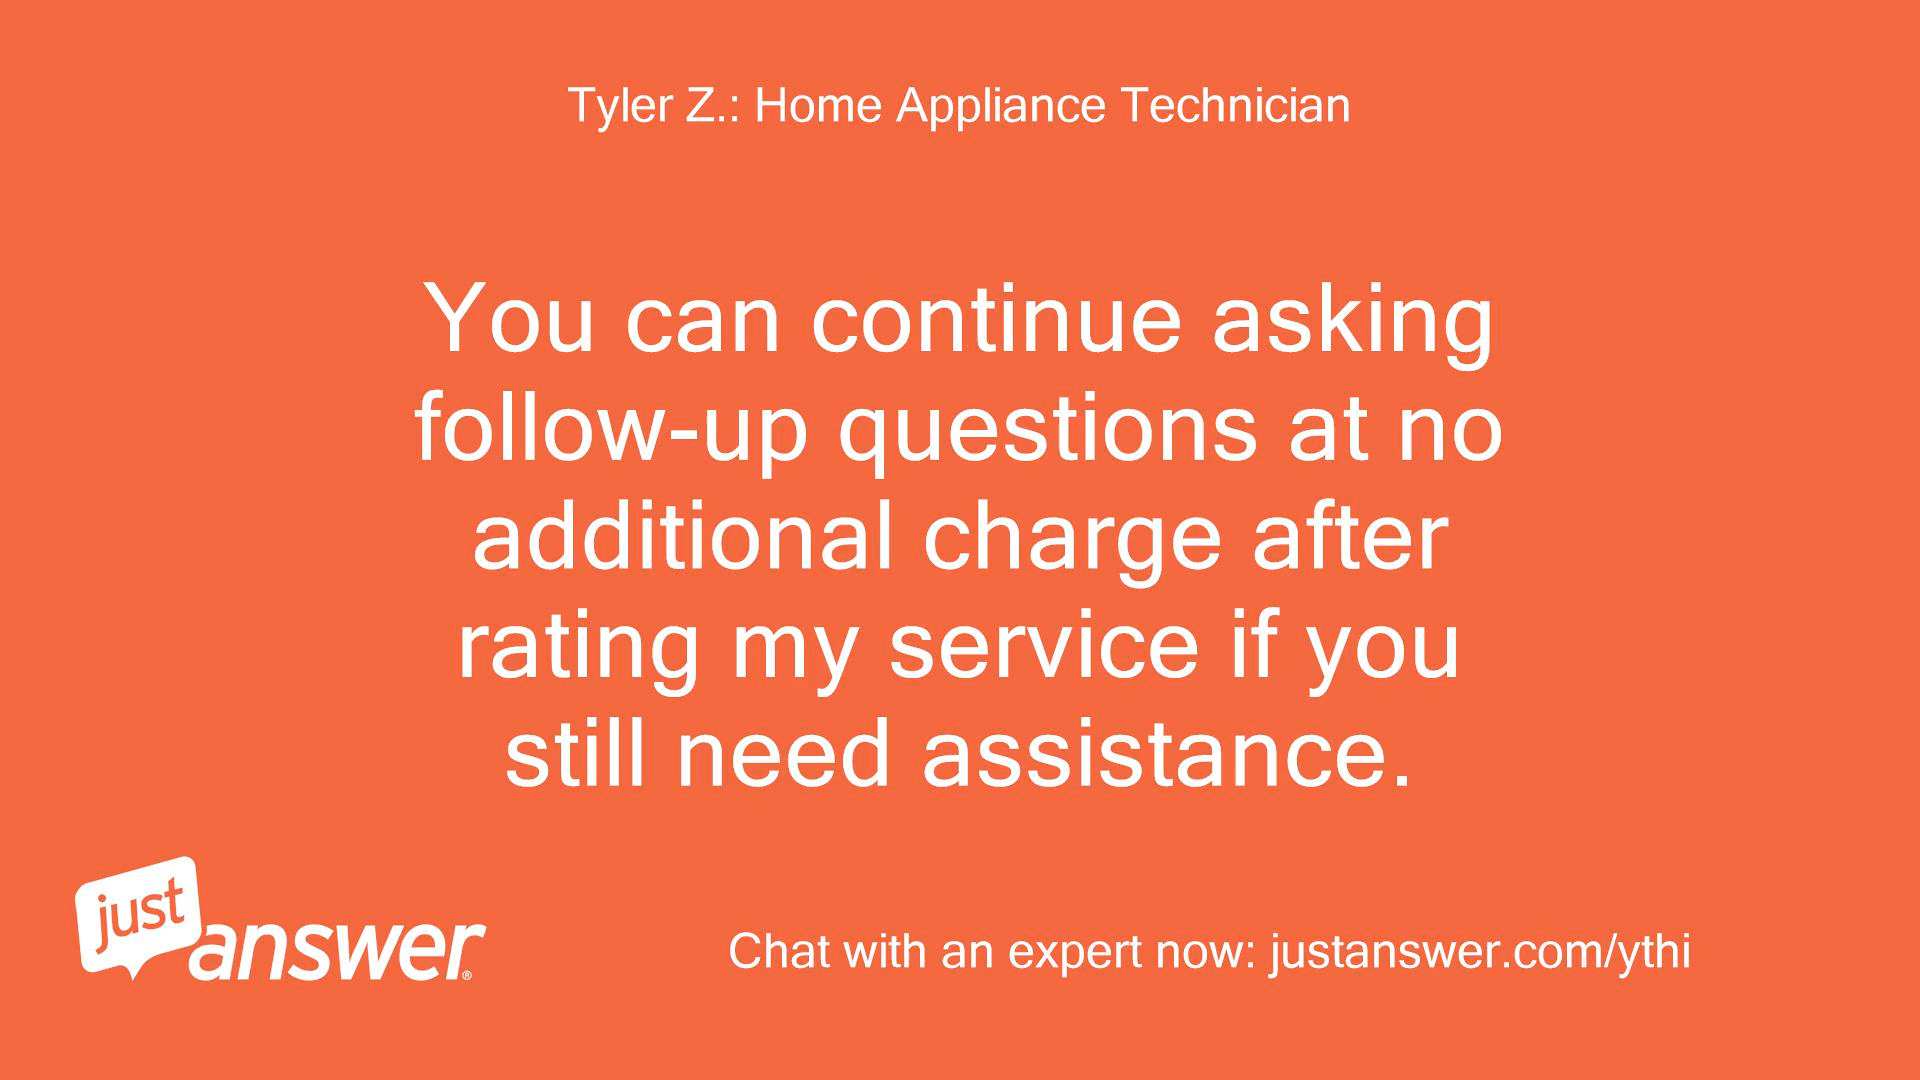 Tyler Z.: Home Appliance Technician
You can continue asking
follow-up questions at no
additional charge after
rating my service if you
still need assistance.
just
answer®
Chat with an expert now: justanswer.com/ythi